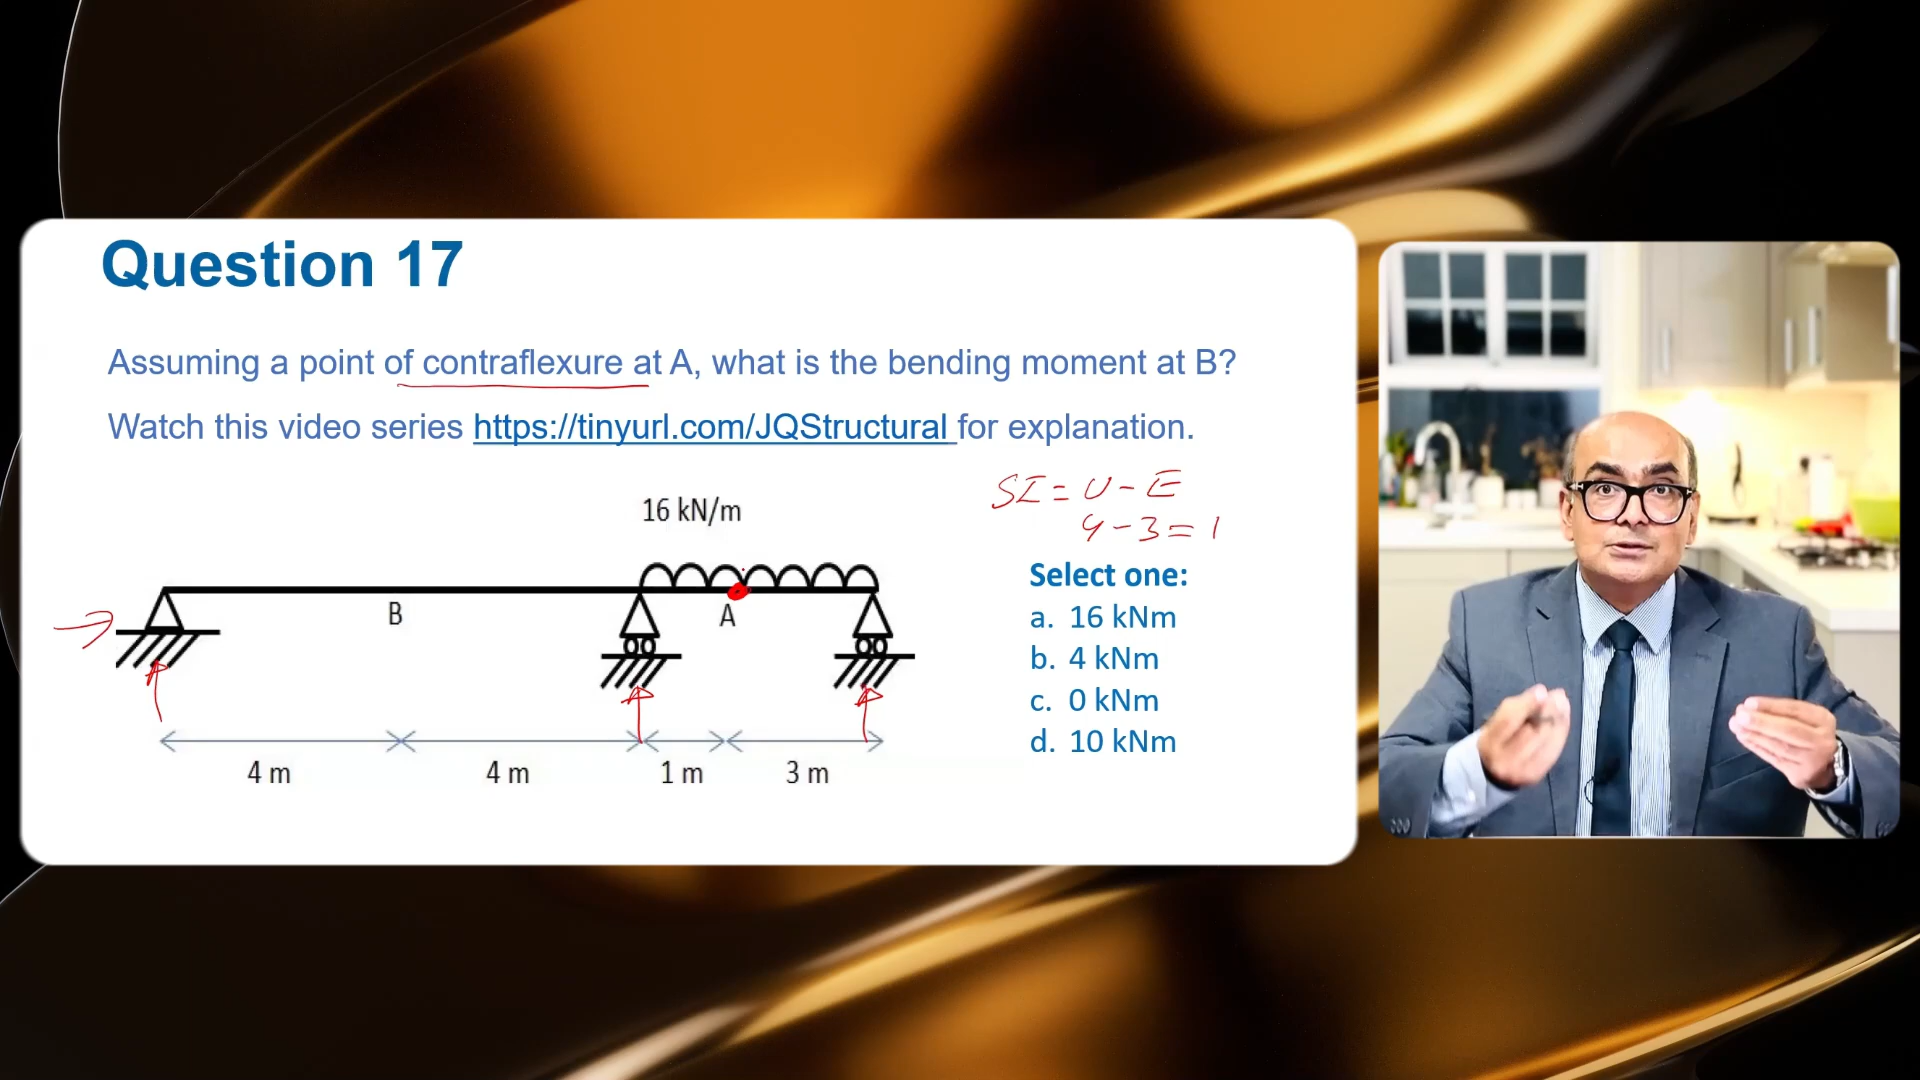 Question 17
Assuming a point of contraflexure at A, what is the bending moment at B?
Watch this video series https://tinyurl.com/JQStructural for explanation.
SI = U - E
4 - 3 = 1
16 kN/m
B
A
4 m
4 m
1 m
3 m
Select one:
a. 16 kNm
b. 4 kNm
c. 0 kNm
d. 10 kNm